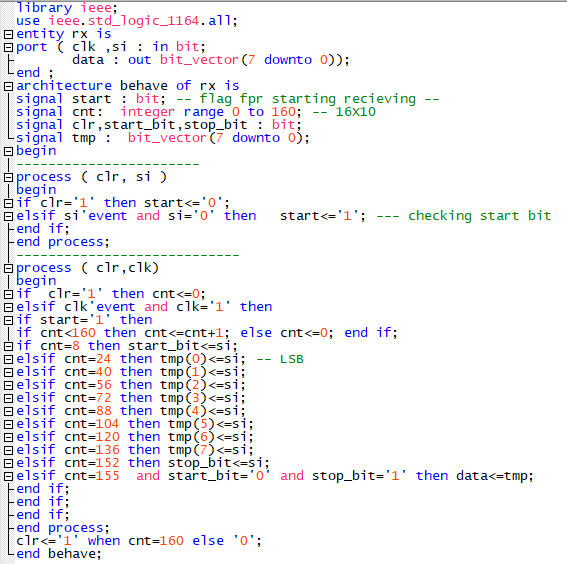 library ieee;
use ieee.std_logic_1164.all;
entity rx is
port ( clk ,si : in bit;
       data : out bit_vector(7 downto 0));
end ;
architecture behave of rx is
signal start : bit; -- flag fpr starting recieving --
signal cnt:  integer range 0 to 160; -- 16X10
signal clr,start_bit,stop_bit : bit;
signal tmp :  bit_vector(7 downto 0);
begin
-----------------------
process ( clr, si )
begin
if clr='1' then start<='0';
elsif si'event and si='0' then   start<='1'; --- checking start bit
end if;
end process;
----------------------------
process ( clr,clk)
begin
if  clr='1' then cnt<=0;
elsif clk'event and clk='1' then
if start='1' then
if cnt<160 then cnt<=cnt+1; else cnt<=0; end if;
if cnt=8 then start_bit<=si;
elsif cnt=24 then tmp(0)<=si; -- LSB
elsif cnt=40 then tmp(1)<=si;
elsif cnt=56 then tmp(2)<=si;
elsif cnt=72 then tmp(3)<=si;
elsif cnt=88 then tmp(4)<=si;
elsif cnt=104 then tmp(5)<=si;
elsif cnt=120 then tmp(6)<=si;
elsif cnt=136 then tmp(7)<=si;
elsif cnt=152 then stop_bit<=si;
elsif cnt=155  and start_bit='0' and stop_bit='1' then data<=tmp;
end if;
end if;
end if;
end process;
clr<='1' when cnt=160 else '0';
end behave;